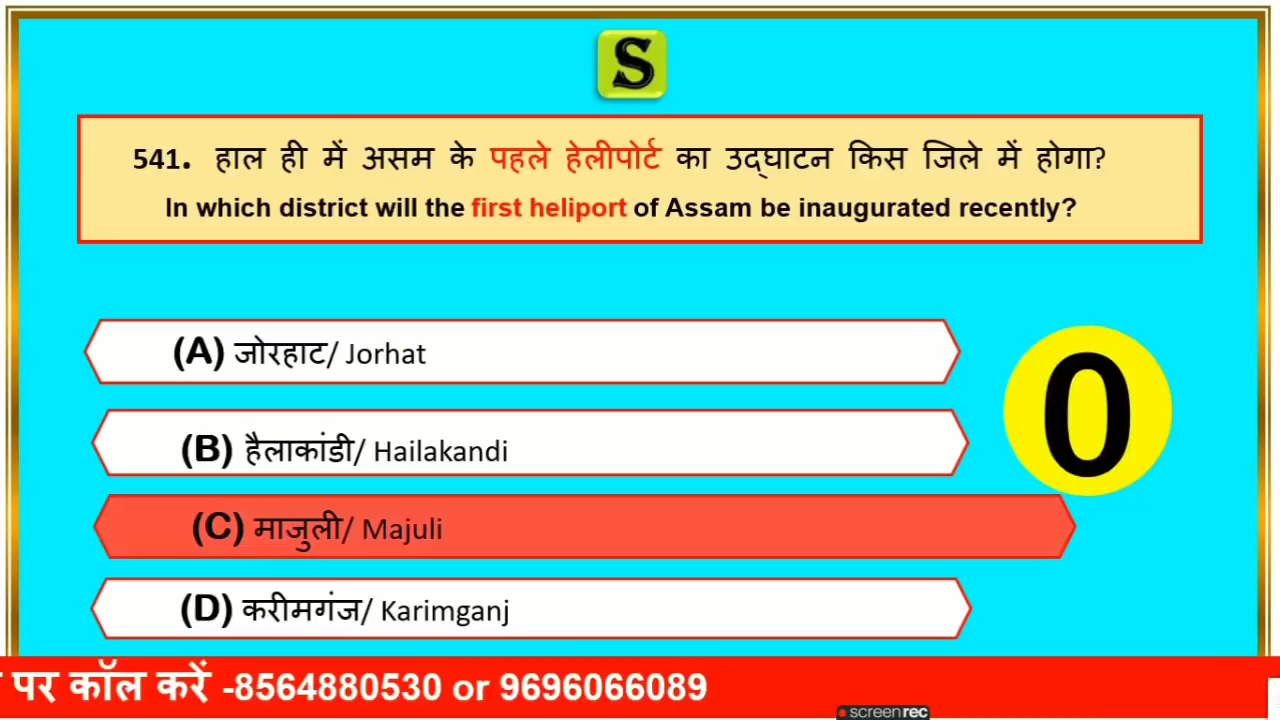 S
541. हाल ही में असम के पहले हेलीपोर्ट का उद्घाटन किस जिले में होगा?
In which district will the first heliport of Assam be inaugurated recently?
(A) जोरहाट/ Jorhat
(B) हैलाकांडी/ Hailakandi
0
(C) माजुली/ Majuli
(D) करीमगंज/ Karimganj
पर कॉल करें -8564880530 or 9696066089
screenrec